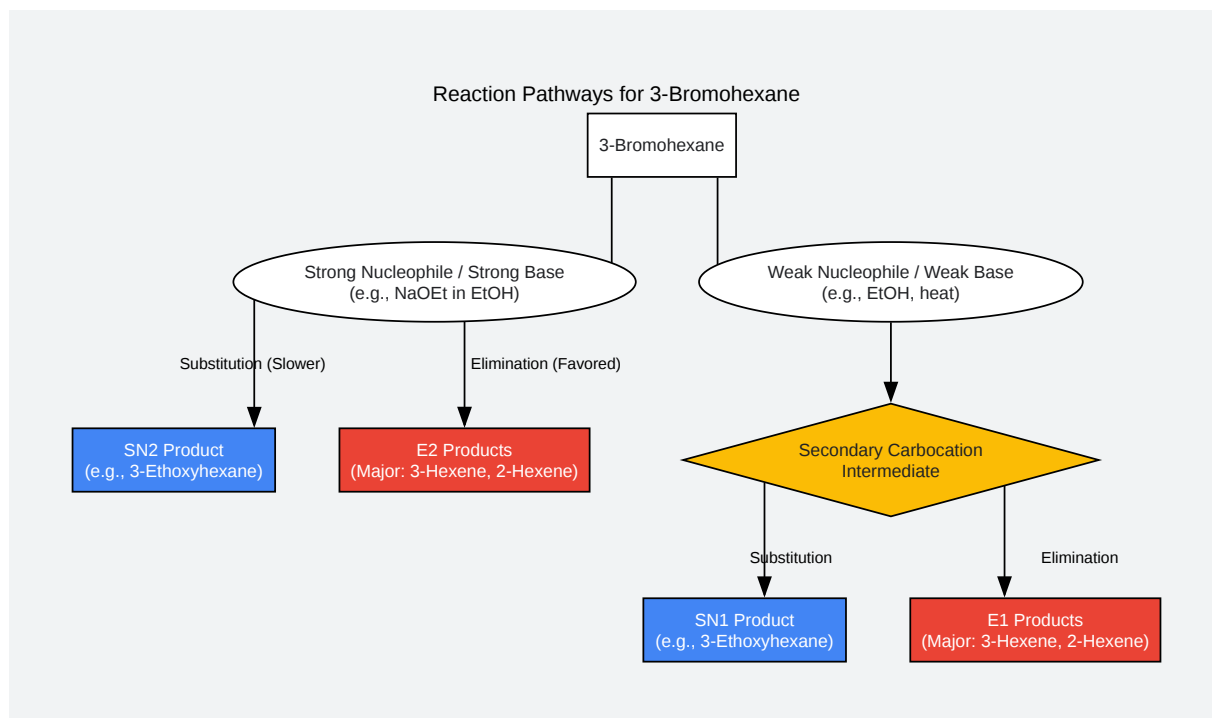 Reaction Pathways for 3-Bromohexane
3-Bromohexane
Strong Nucleophile / Strong Base
(e.g., NaOEt in EtOH)
Weak Nucleophile / Weak Base
(e.g., EtOH, heat)
Substitution (Slower)
Elimination (Favored)
SN2 Product
(e.g., 3-Ethoxyhexane)
E2 Products
(Major: 3-Hexene, 2-Hexene)
Secondary Carbocation
Intermediate
Substitution
Elimination
SN1 Product
(e.g., 3-Ethoxyhexane)
E1 Products
(Major: 3-Hexene, 2-Hexene)